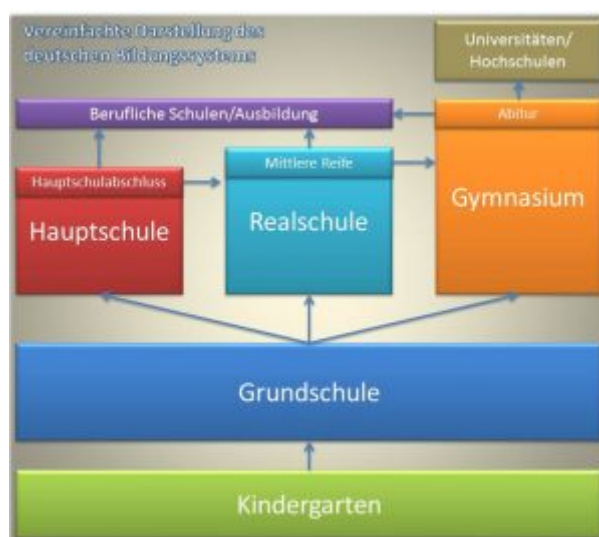 Vereinfachte Darstellung des
deutschen Bildungssystems
Universitäten/
Hochschulen
Berufliche Schulen/Ausbildung
Abitur
Mittlere Reife
Hauptschulabschluss
Gymnasium
Realschule
Hauptschule
Grundschule
Kindergarten